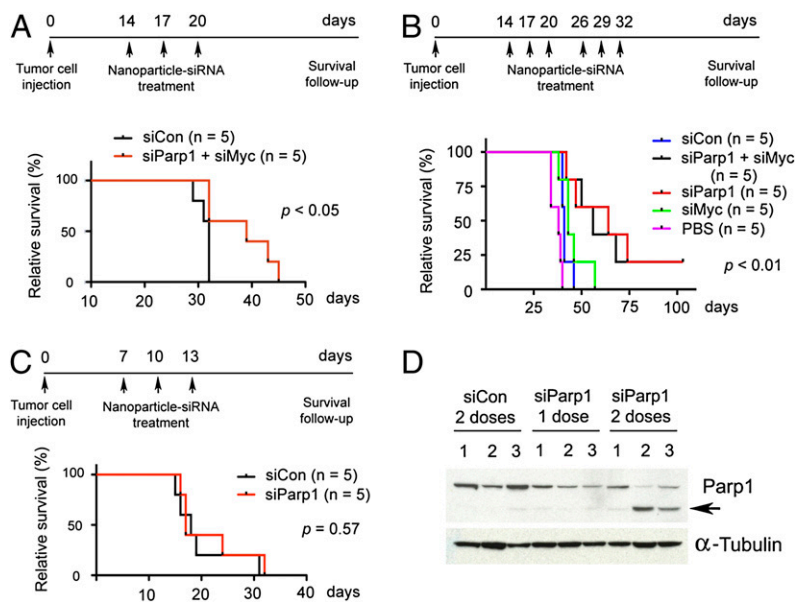 A
0 14 17 20 days
Tumor cell injection
Nanoparticle-siRNA treatment
Survival follow-up
siCon (n = 5)
siParp1 + siMyc (n = 5)
Relative survival (%)
100
50
0
p < 0.05
10 20 30 40 50 days
B
0 14 17 20 26 29 32 days
Tumor cell injection
Nanoparticle-siRNA treatment
Survival follow-up
siCon (n = 5)
siParp1 + siMyc
(n = 5)
siParp1 (n = 5)
siMyc (n = 5)
PBS (n = 5)
Relative survival (%)
100
75
50
25
0
p < 0.01
25 50 75 100 days
C
0 7 10 13 days
Tumor cell injection
Nanoparticle-siRNA treatment
Survival follow-up
siCon (n = 5)
siParp1 (n = 5)
Relative survival (%)
100
50
0
p = 0.57
20 30 40 days
D
siCon 2 doses
siParp1 1 dose
siParp1 2 doses
1 2 3 1 2 3 1 2 3
Parp1
α-Tubulin